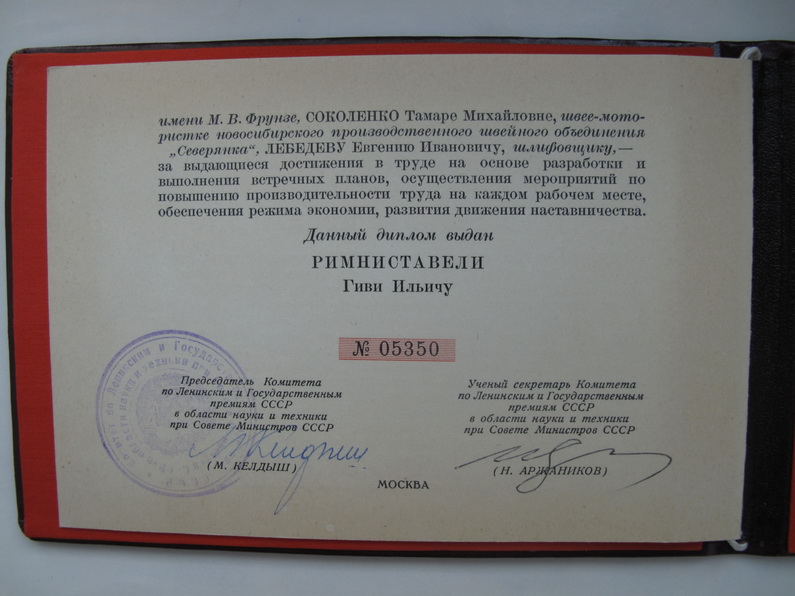 имени М. В. Фрунзе, СОКОЛЕНКО Тамаре Михайловне, швее-мото-
ристке новосибирского производственного швейного объединения
„Северянка“, ЛЕБЕДЕВУ Евгению Ивановичу, шлифовщику,—
за выдающиеся достижения в труде на основе разработки и
выполнения встречных планов, осуществления мероприятий по
повышению производительности труда на каждом рабочем месте,
обеспечения режима экономии, развития движения наставничества.
Данный диплом выдан
РИМНИСТАВЕЛИ
Гиви Ильичу
№ 05350
Председатель Комитета
по Ленинским и Государственным
премиям СССР
в области науки и техники
при Совете Министров СССР
(М. КЕЛДЫШ)
Ученый секретарь Комитета
по Ленинским и Государственным
премиям СССР
в области науки и техники
при Совете Министров СССР
(Н. АРЖАНИКОВ)
МОСКВА